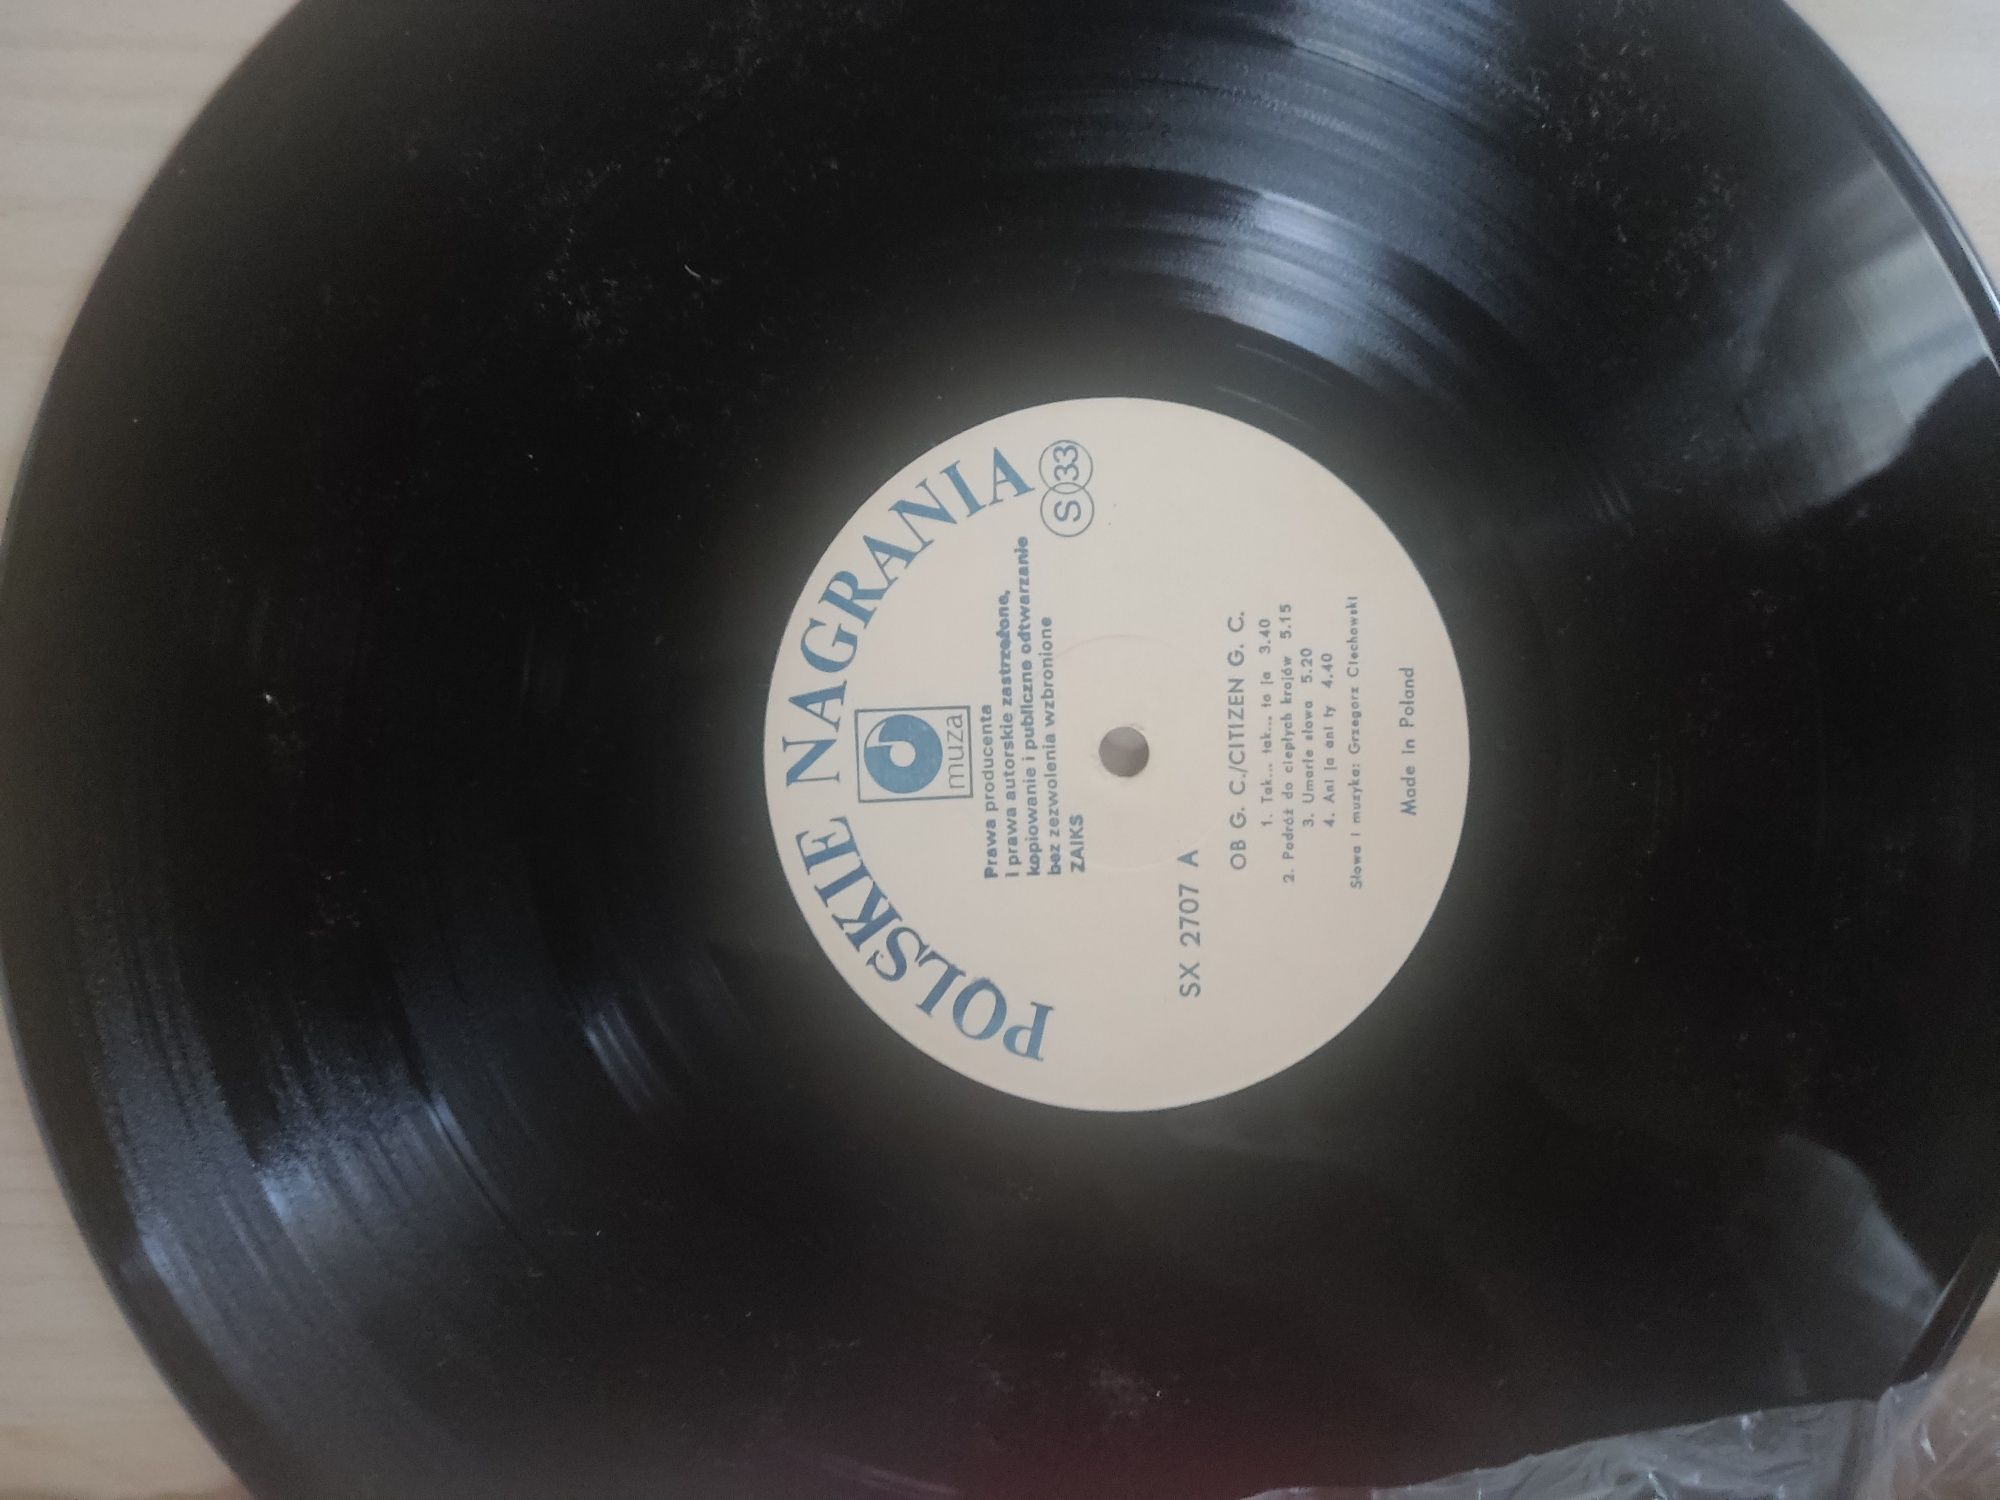 POLSKIE NAGRANIA
muza
Prawa producenta
i prawa autorskie zastrzeżone,
kopiowanie i publiczne odtwarzanie
bez zezwolenia wzbronione
ZAIKS
S 33
SX 2707 A
OB G. C./CITIZEN G. C.
1. Tak... tak... to ja 3.40
2. Podróż do ciepłych krajów 5.15
3. Umarłe słowa 5.20
4. Ani ja ani ty 4.40
Słowa i muzyka: Grzegorz Ciechowski
Made in Poland